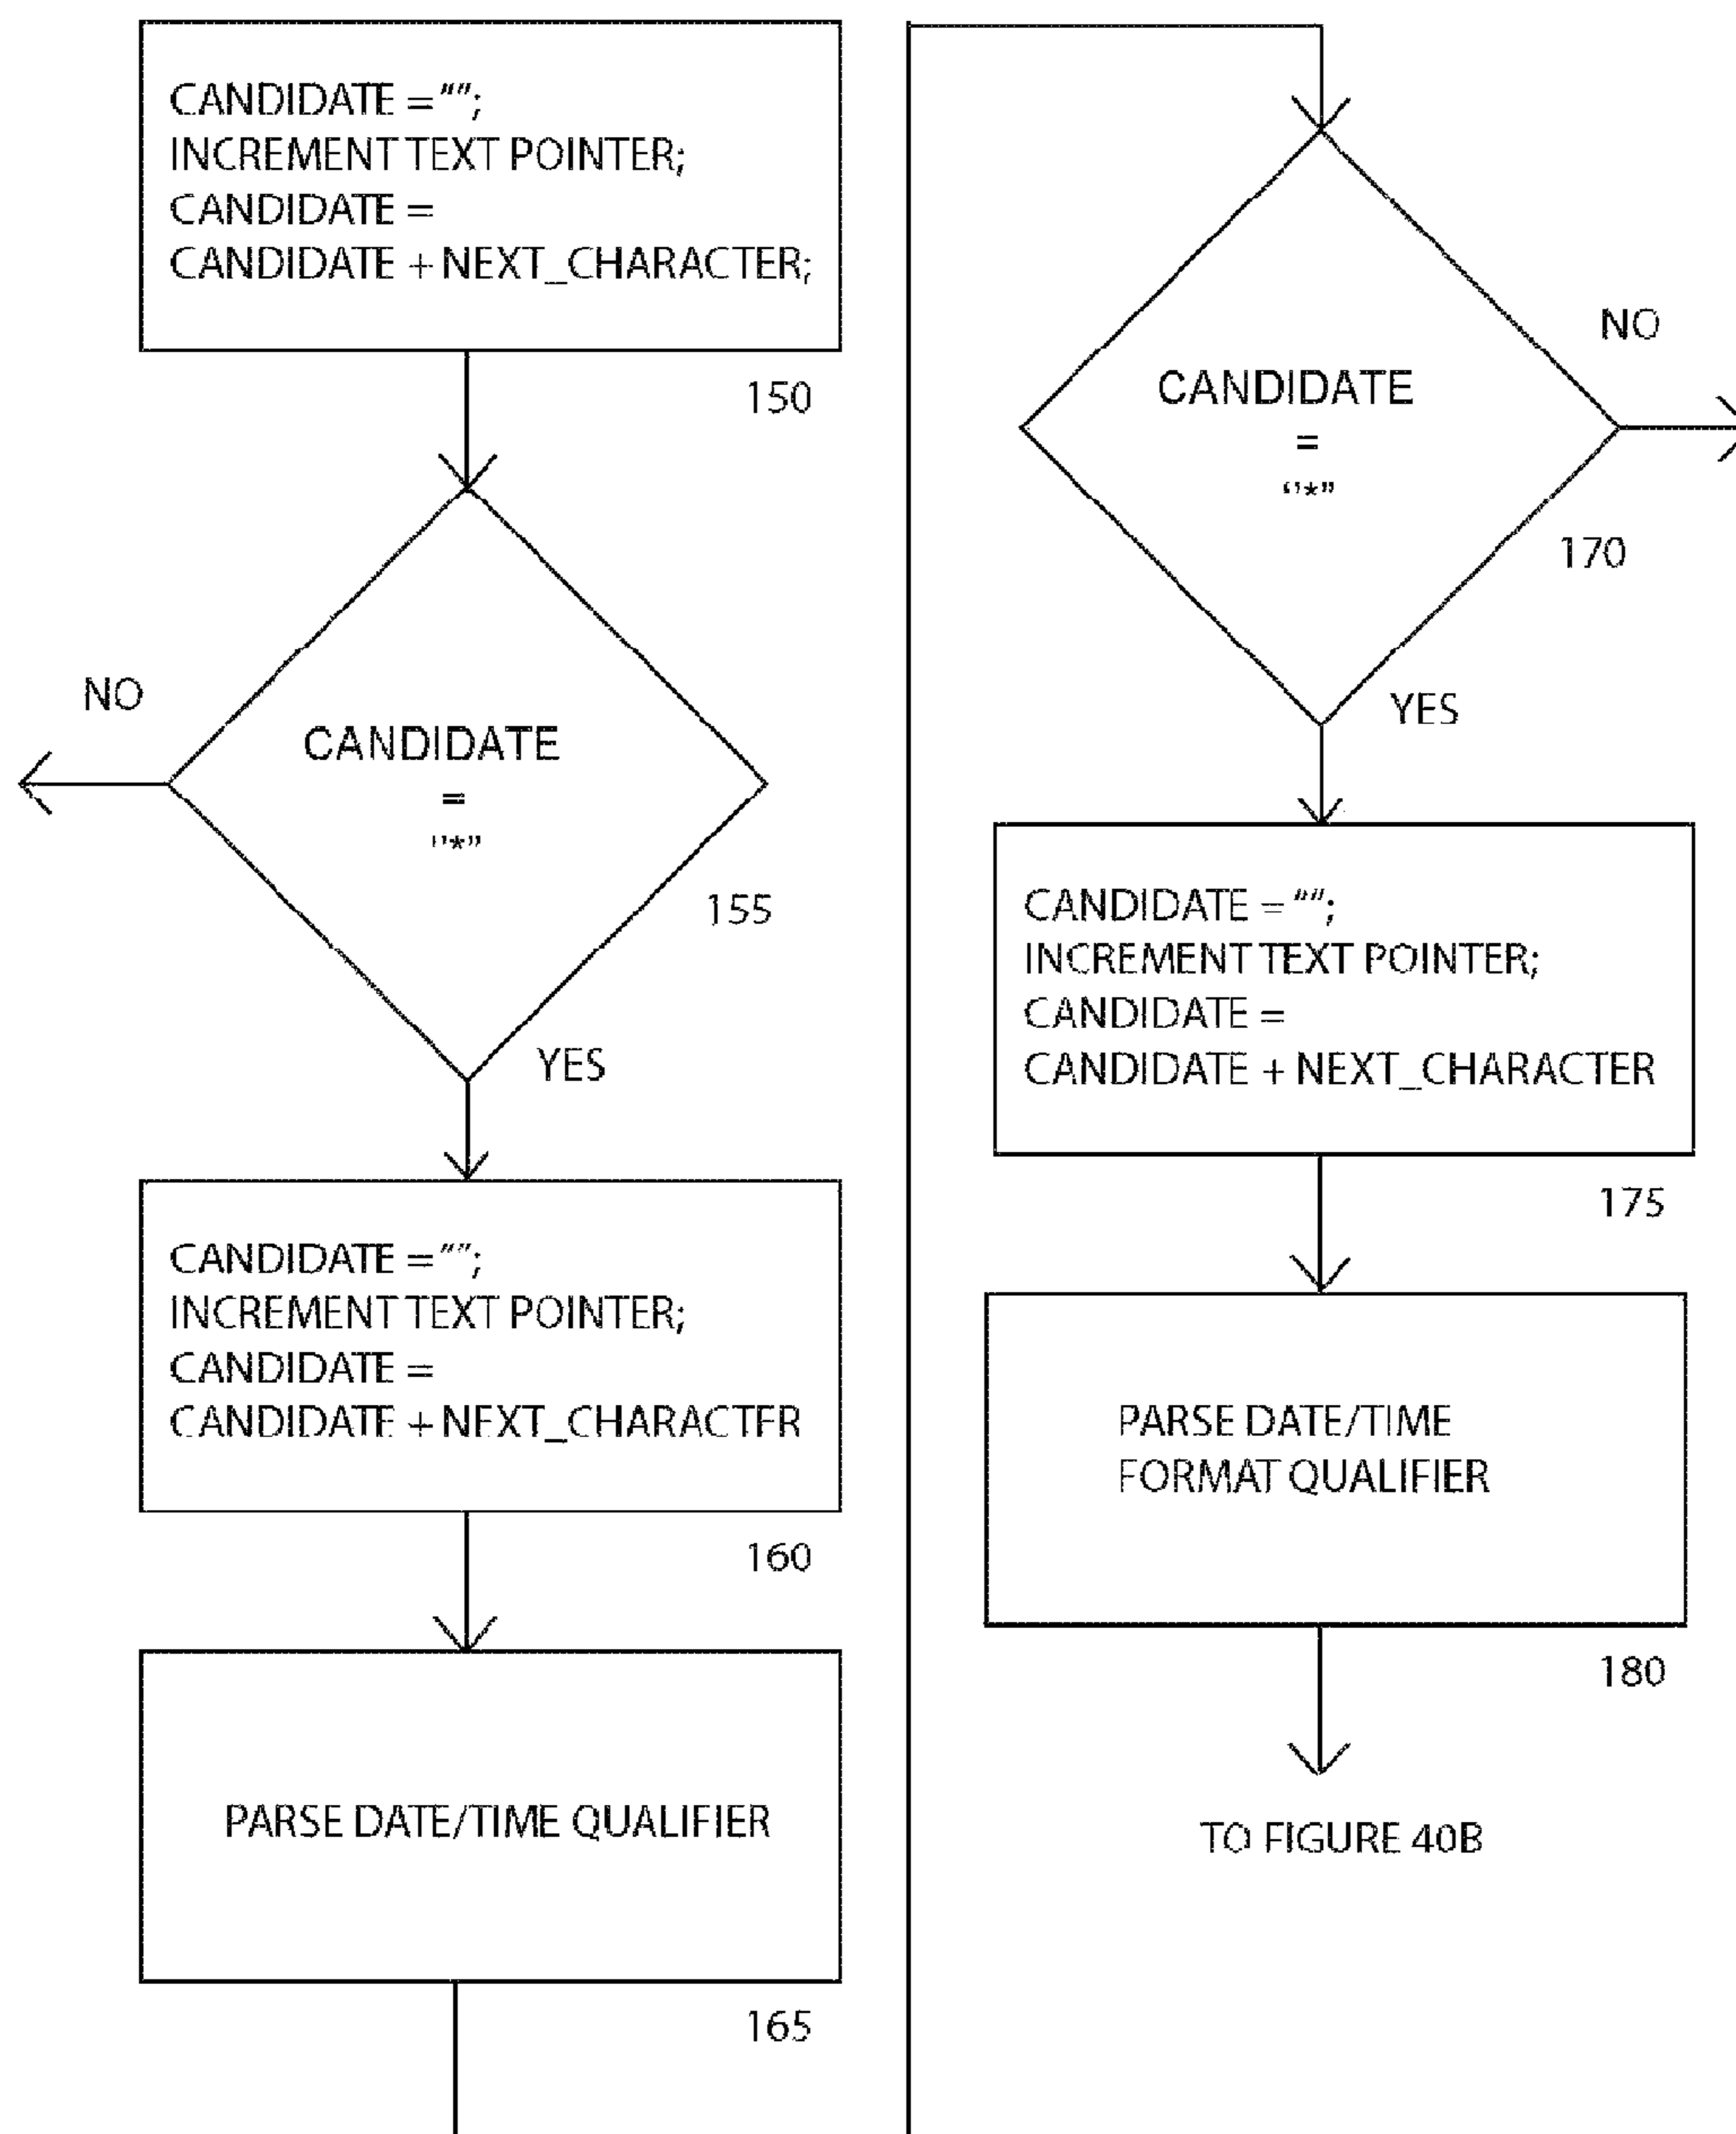 CANDIDATE = "";
INCREMENT TEXT POINTER;
CANDIDATE =
CANDIDATE + NEXT_CHARACTER;
150
CANDIDATE
=
"*"
NO
155
YES
CANDIDATE = "";
INCREMENT TEXT POINTER;
CANDIDATE =
CANDIDATE + NEXT_CHARACTER
160
PARSE DATE/TIME QUALIFIER
165
CANDIDATE
=
"*"
NO
170
YES
CANDIDATE = "";
INCREMENT TEXT POINTER;
CANDIDATE =
CANDIDATE + NEXT_CHARACTER
175
PARSE DATE/TIME
FORMAT QUALIFIER
180
TO FIGURE 40B